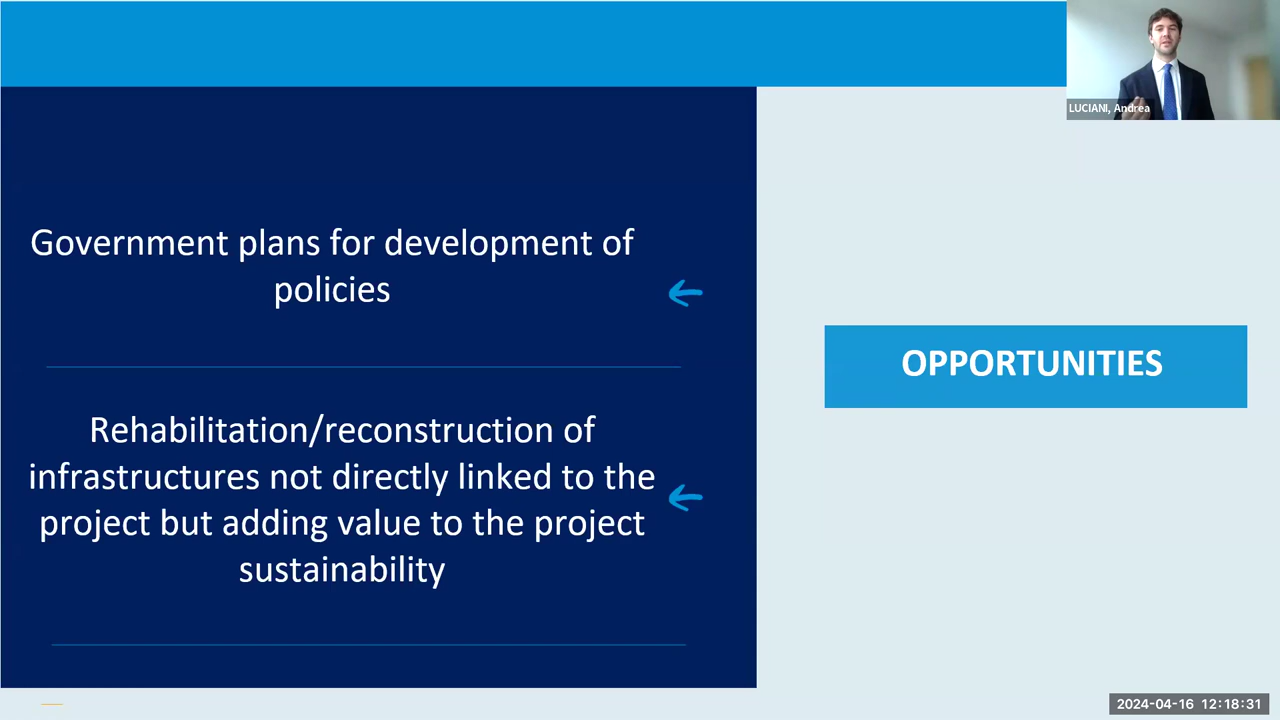 LUCIANI, Andrea
Government plans for development of
policies
OPPORTUNITIES
Rehabilitation/reconstruction of
infrastructures not directly linked to the
project but adding value to the project
sustainability
2024-04-16 12:18:31